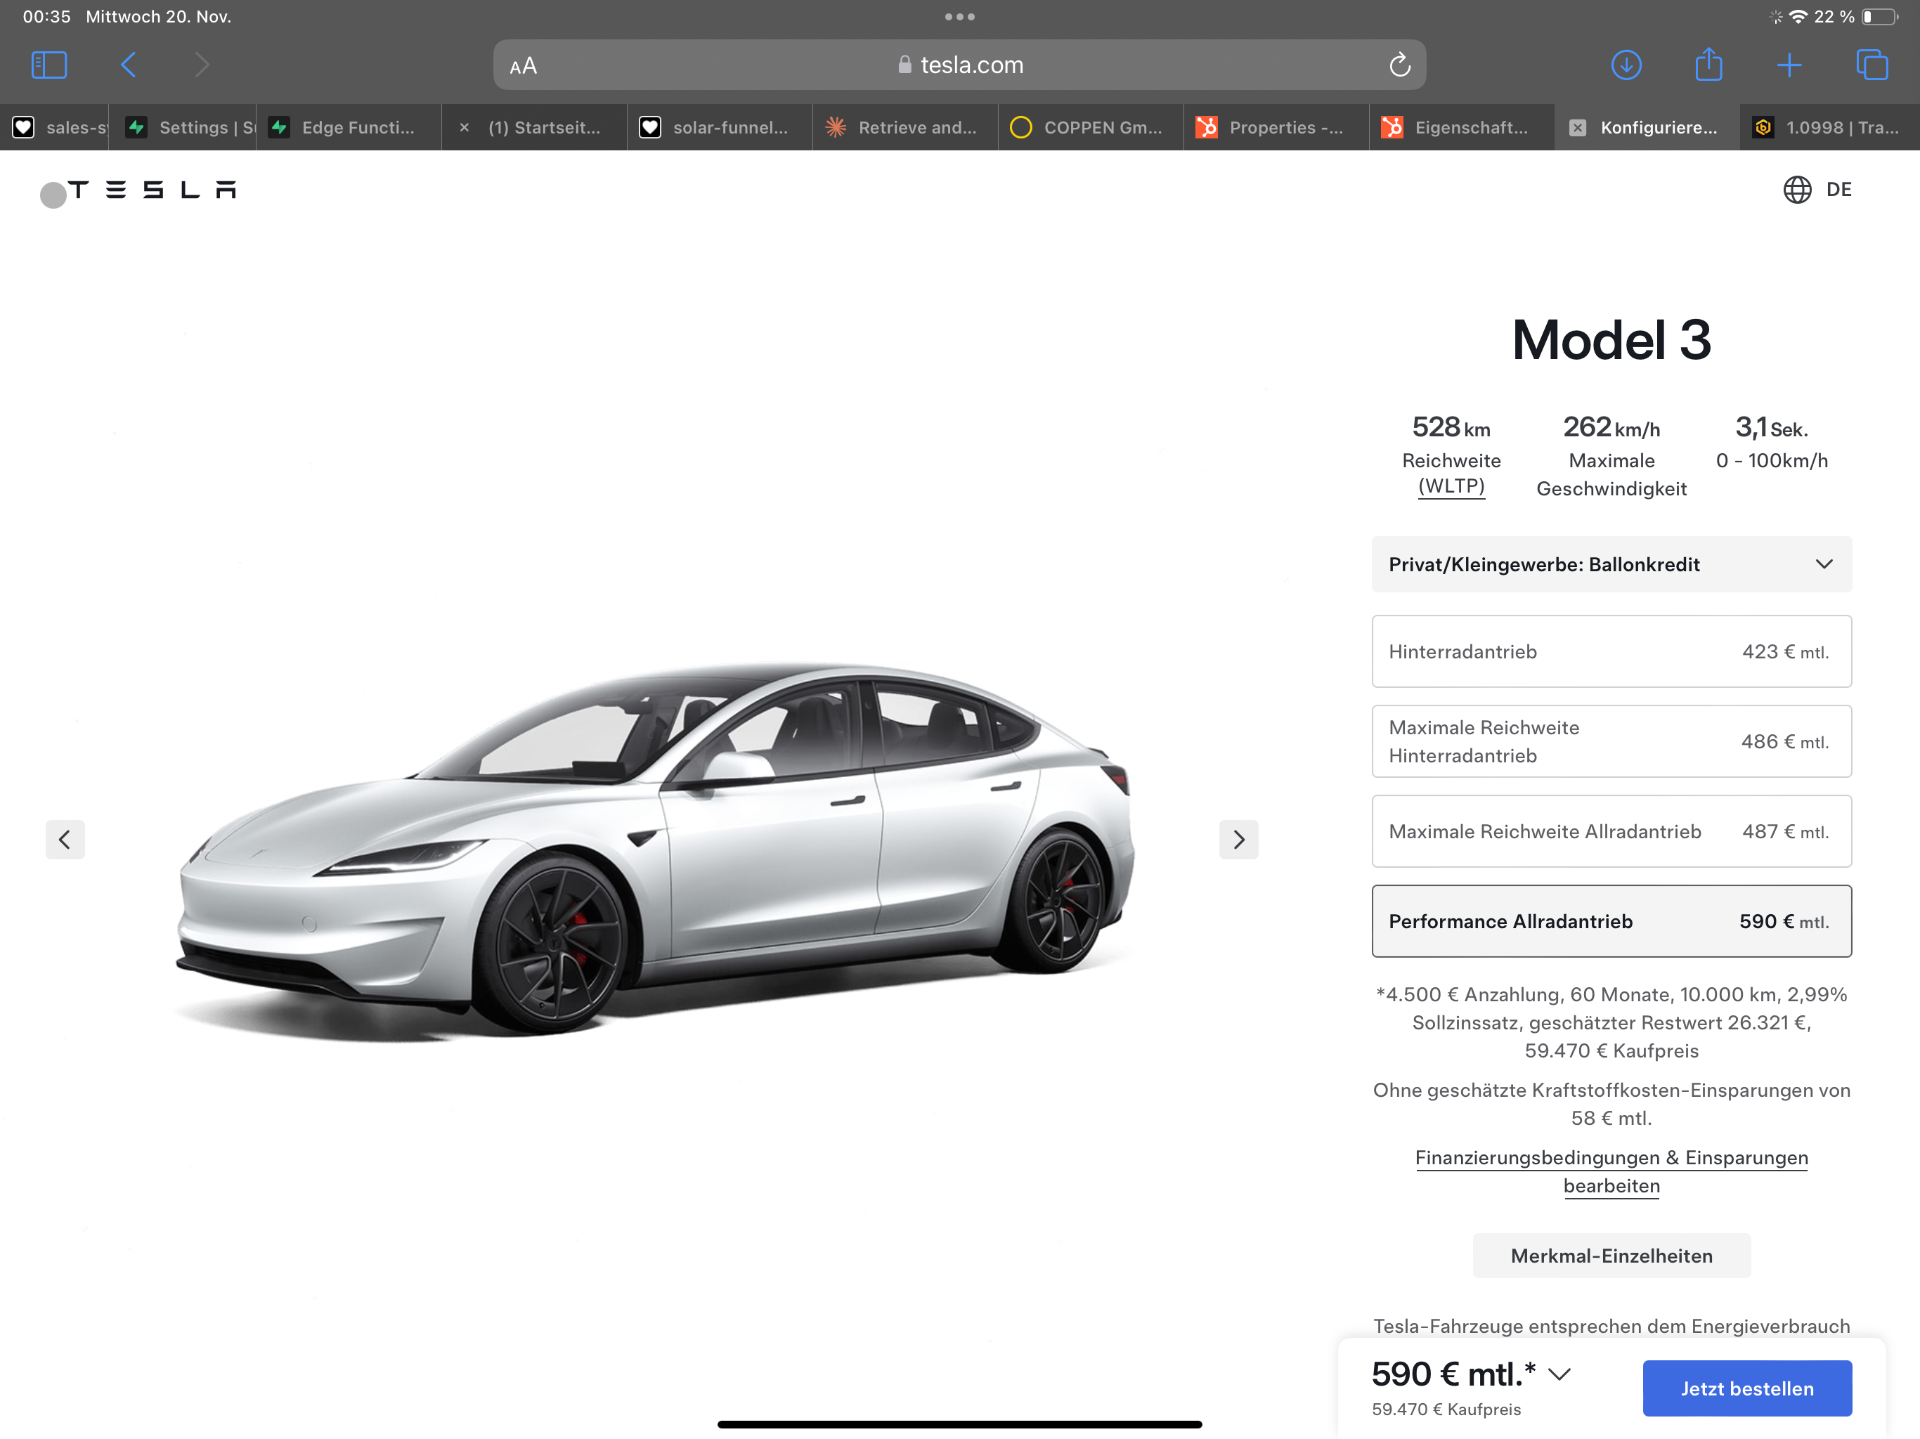 00:35 Mittwoch 20. Nov.
22 %
AA
tesla.com
sales-s
Settings | S
Edge Functi...
(1) Startseit...
solar-funnel...
Retrieve and...
COPPEN Gm...
Properties -...
Eigenschaft...
Konfiguriere...
1.0998 | Tra...
TESLA
DE
Model 3
528 km
Reichweite
(WLTP)
262 km/h
Maximale
Geschwindigkeit
3,1 Sek.
0 - 100km/h
Privat/Kleingewerbe: Ballonkredit
Hinterradantrieb 423 € mtl.
Maximale Reichweite
Hinterradantrieb 486 € mtl.
Maximale Reichweite Allradantrieb 487 € mtl.
Performance Allradantrieb 590 € mtl.
*4.500 € Anzahlung, 60 Monate, 10.000 km, 2,99%
Sollzinssatz, geschätzter Restwert 26.321 €,
59.470 € Kaufpreis
Ohne geschätzte Kraftstoffkosten-Einsparungen von
58 € mtl.
Finanzierungsbedingungen & Einsparungen
bearbeiten
Merkmal-Einzelheiten
Tesla-Fahrzeuge entsprechen dem Energieverbrauch
590 € mtl.*
59.470 € Kaufpreis
Jetzt bestellen